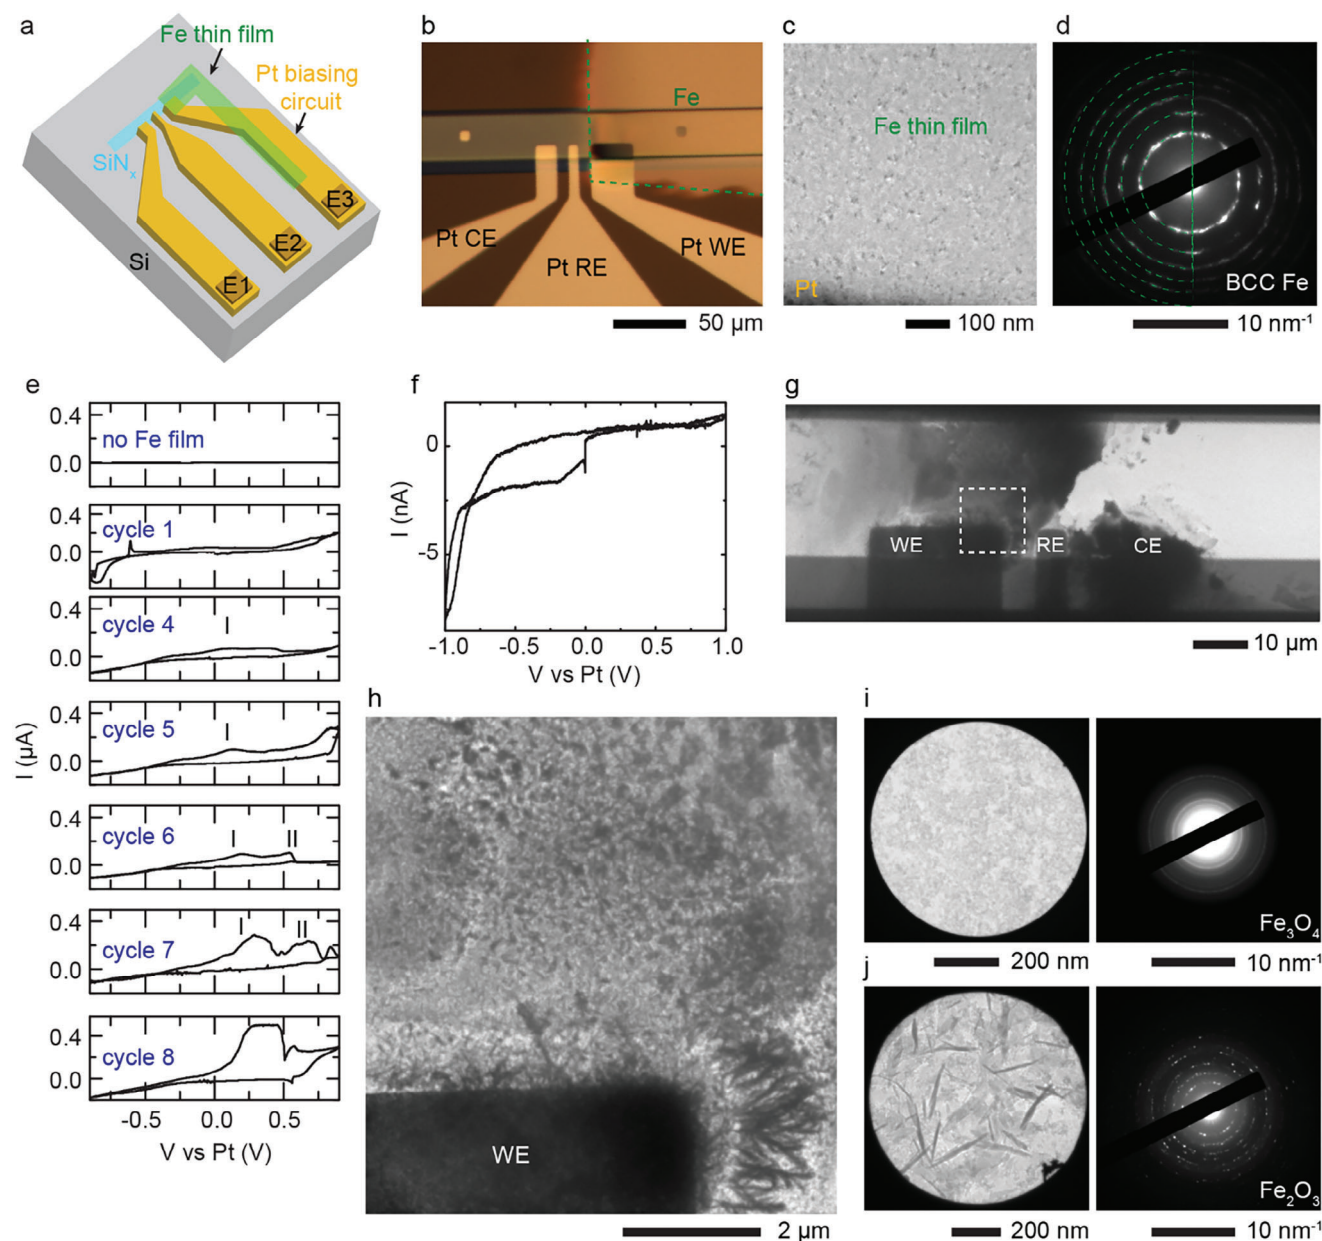 a
Fe thin film
Pt biasing
circuit
SiNₓ
Si
E1
E2
E3
b
Fe
Pt CE
Pt RE
Pt WE
50 µm
c
Fe thin film
Pt
100 nm
d
BCC Fe
10 nm⁻¹
e
0.4
no Fe film
0.0
0.4
cycle 1
0.0
0.4
cycle 4
I
0.0
0.4
cycle 5
I
0.0
0.4
cycle 6
I
II
0.0
0.4
cycle 7
I
II
0.0
0.4
cycle 8
0.0
I (µA)
-0.5
0.0
0.5
V vs Pt (V)
f
0
-5
I (nA)
-1.0
-0.5
0.0
0.5
1.0
V vs Pt (V)
g
WE
RE
CE
10 µm
h
WE
2 µm
i
Fe₃O₄
200 nm
10 nm⁻¹
j
Fe₂O₃
200 nm
10 nm⁻¹